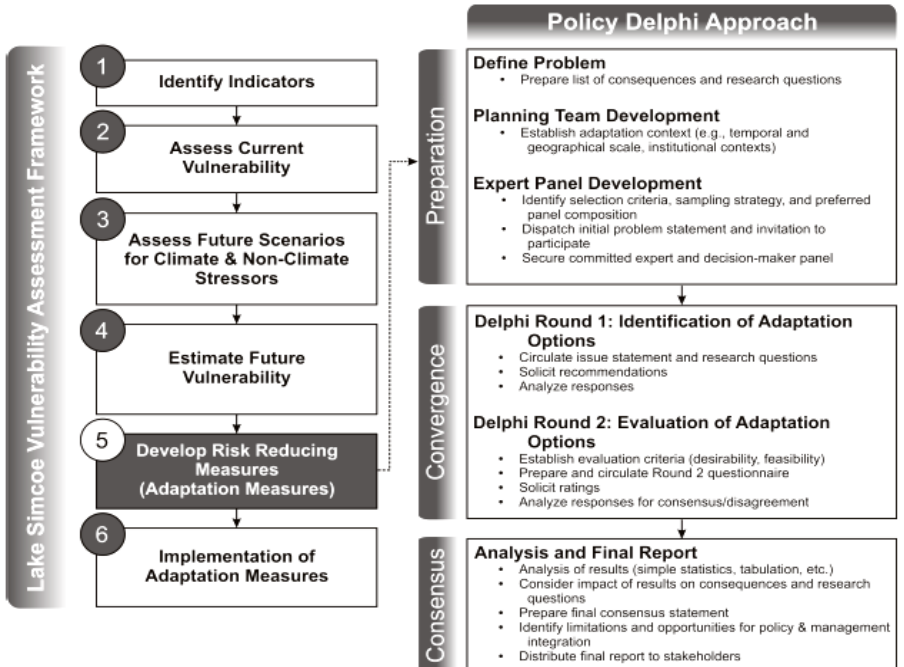 Policy Delphi Approach
Lake Simcoe Vulnerability Assessment Framework
1
Identify Indicators
2
Assess Current
Vulnerability
3
Assess Future Scenarios
for Climate & Non-Climate
Stressors
4
Estimate Future
Vulnerability
5
Develop Risk Reducing
Measures
(Adaptation Measures)
6
Implementation of
Adaptation Measures
Preparation
Define Problem
• Prepare list of consequences and research questions
Planning Team Development
• Establish adaptation context (e.g., temporal and
geographical scale, institutional contexts)
Expert Panel Development
• Identify selection criteria, sampling strategy, and preferred
panel composition
• Dispatch initial problem statement and invitation to
participate
• Secure committed expert and decision-maker panel
Convergence
Delphi Round 1: Identification of Adaptation
Options
• Circulate issue statement and research questions
• Solicit recommendations
• Analyze responses
Delphi Round 2: Evaluation of Adaptation
Options
• Establish evaluation criteria (desirability, feasibility)
• Prepare and circulate Round 2 questionnaire
• Solicit ratings
• Analyze responses for consensus/disagreement
Consensus
Analysis and Final Report
• Analysis of results (simple statistics, tabulation, etc.)
• Consider impact of results on consequences and research
questions
• Prepare final consensus statement
• Identify limitations and opportunities for policy & management
integration
• Distribute final report to stakeholders